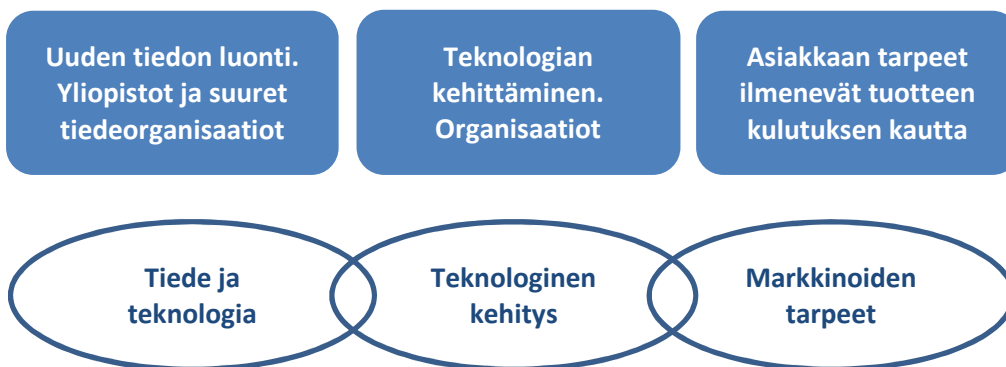 Uuden tiedon luonti.
Yliopistot ja suuret
tiedeorganisaatiot
Teknologian
kehittäminen.
Organisaatiot
Asiakkaan tarpeet
ilmenevät tuotteen
kulutuksen kautta
Tiede ja
teknologia
Teknologinen
kehitys
Markkinoiden
tarpeet